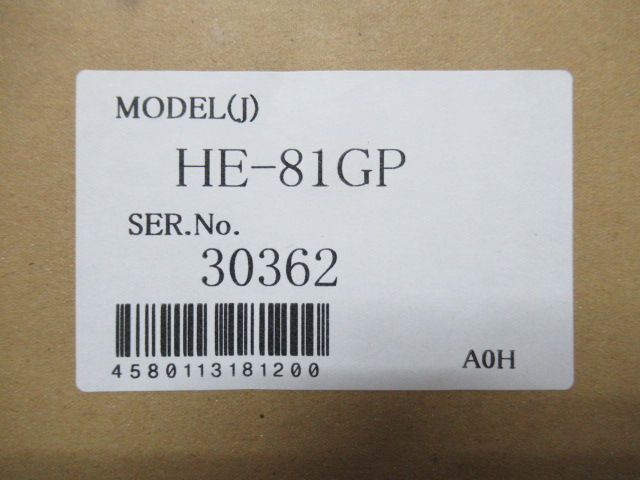 MODEL(J)
HE-81GP
SER.No.
30362
4580113181200
A0H